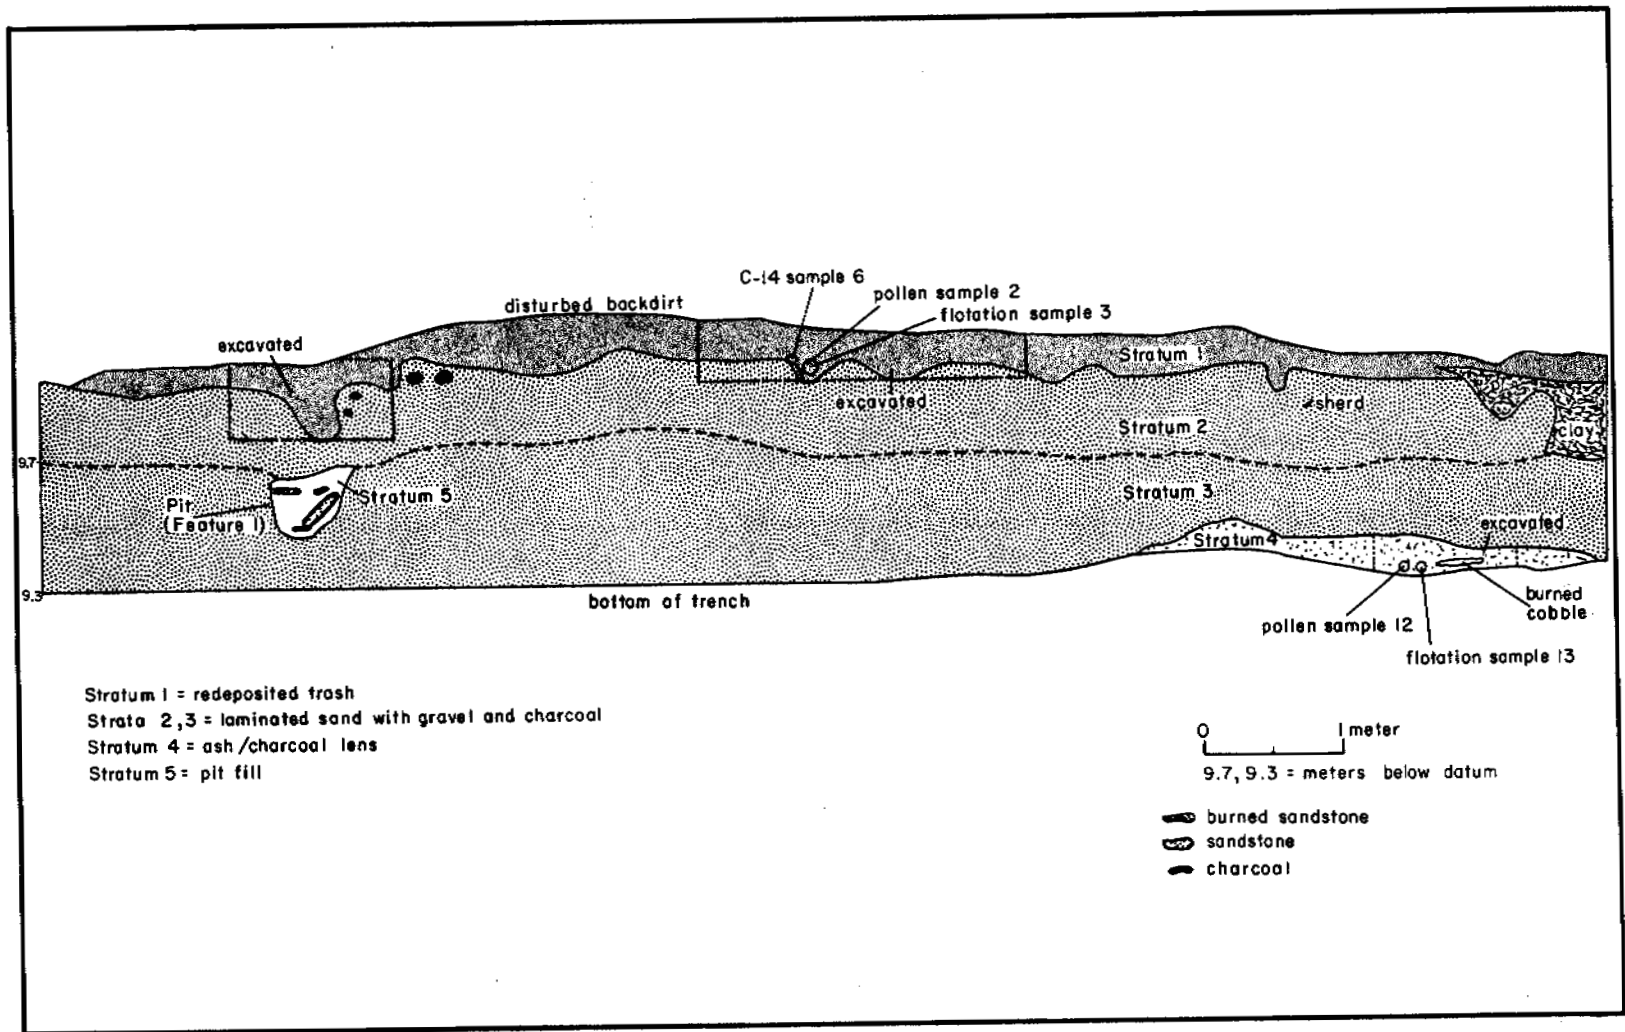 C-14 sample 6
pollen sample 2
flotation sample 3
disturbed backdirt
excavated
Stratum 1
excavated
sherd
Stratum 2
clay
9.7
Stratum 5
Stratum 3
Pit
(Feature 1)
excavated
Stratum 4
9.3
bottom of trench
burned
cobble
pollen sample 12
flotation sample 13
Stratum 1 = redeposited trash
Strata 2,3 = laminated sand with gravel and charcoal
Stratum 4 = ash/charcoal lens
Stratum 5 = pit fill
0 1 meter
9.7, 9.3 = meters below datum
burned sandstone
sandstone
charcoal